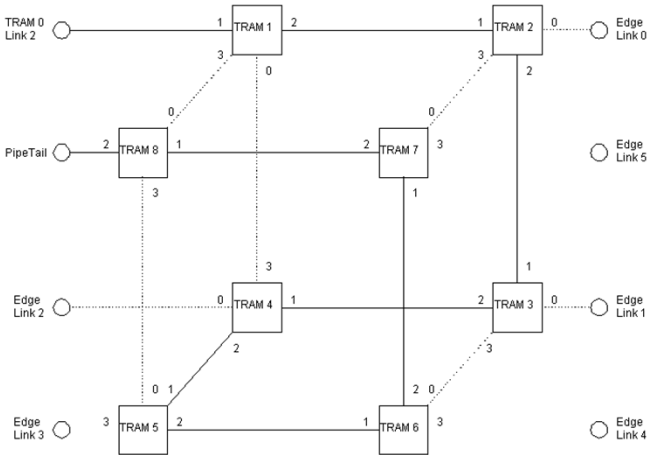 TRAM 0
Link 2
1
TRAM 1
2
1
TRAM 2
0
Edge
Link 0
3
0
3
2
0
0
PipeTail
2
TRAM 8
1
2
TRAM 7
3
Edge
Link 5
3
1
3
1
Edge
Link 2
0
TRAM 4
1
2
TRAM 3
0
Edge
Link 1
2
3
0
1
2
0
Edge
Link 3
3
TRAM 5
2
1
TRAM 6
3
Edge
Link 4